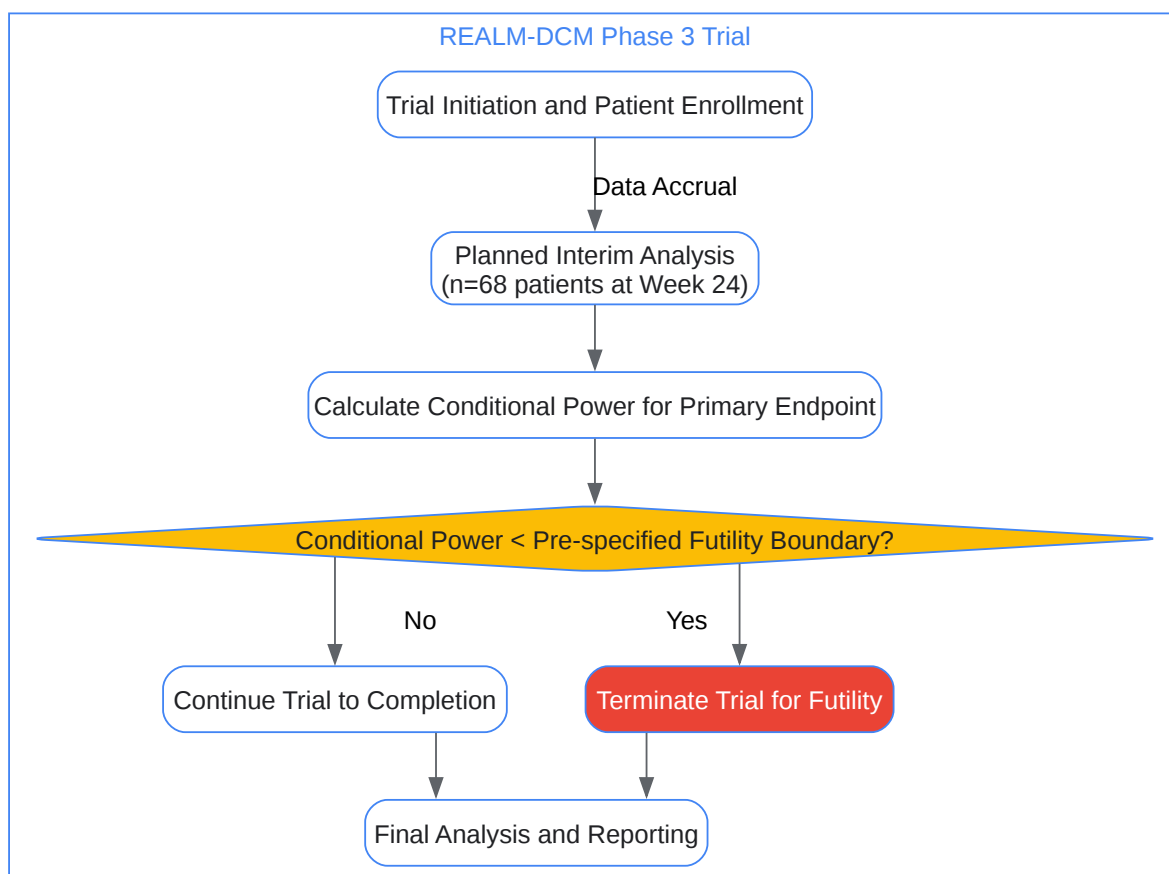 REALM-DCM Phase 3 Trial
Trial Initiation and Patient Enrollment
Data Accrual
Planned Interim Analysis
(n=68 patients at Week 24)
Calculate Conditional Power for Primary Endpoint
Conditional Power < Pre-specified Futility Boundary?
No
Yes
Continue Trial to Completion
Terminate Trial for Futility
Final Analysis and Reporting